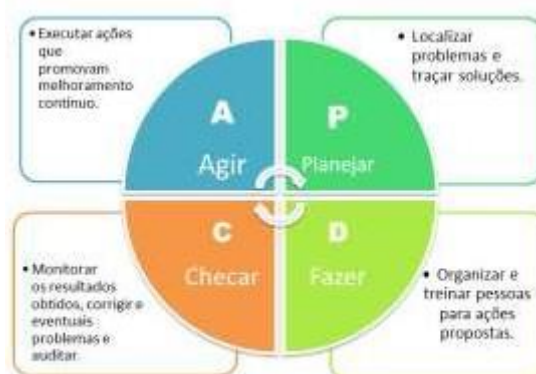 • Executar ações
que
promovam
melhoramento
contínuo.
A
Agir
P
Planejar
• Localizar
problemas e
traçar soluções.
C
Checar
D
Fazer
• Monitorar
os resultados
obtidos, corrigir e
eventuais
problemas e
auditar
• Organizar e
treinar pessoas
para ações
propostas.